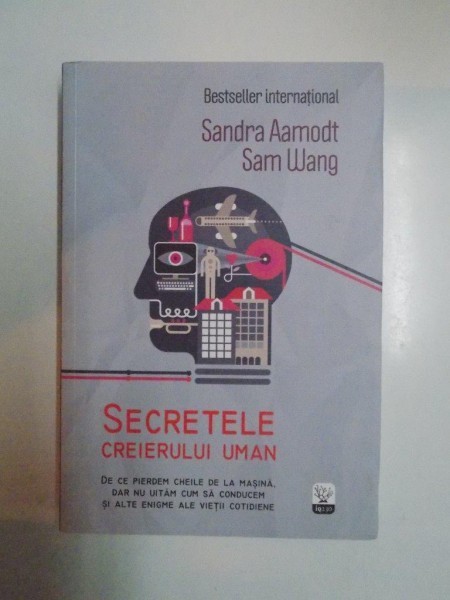 Bestseller internațional
Sandra Aamodt
Sam Wang
SECRETELE
CREIERULUI UMAN
DE CE PIERDEM CHEILE DE LA MAȘINĂ,
DAR NU UITĂM CUM SĂ CONDUCEM
ȘI ALTE ENIGME ALE VIEȚII COTIDIENE